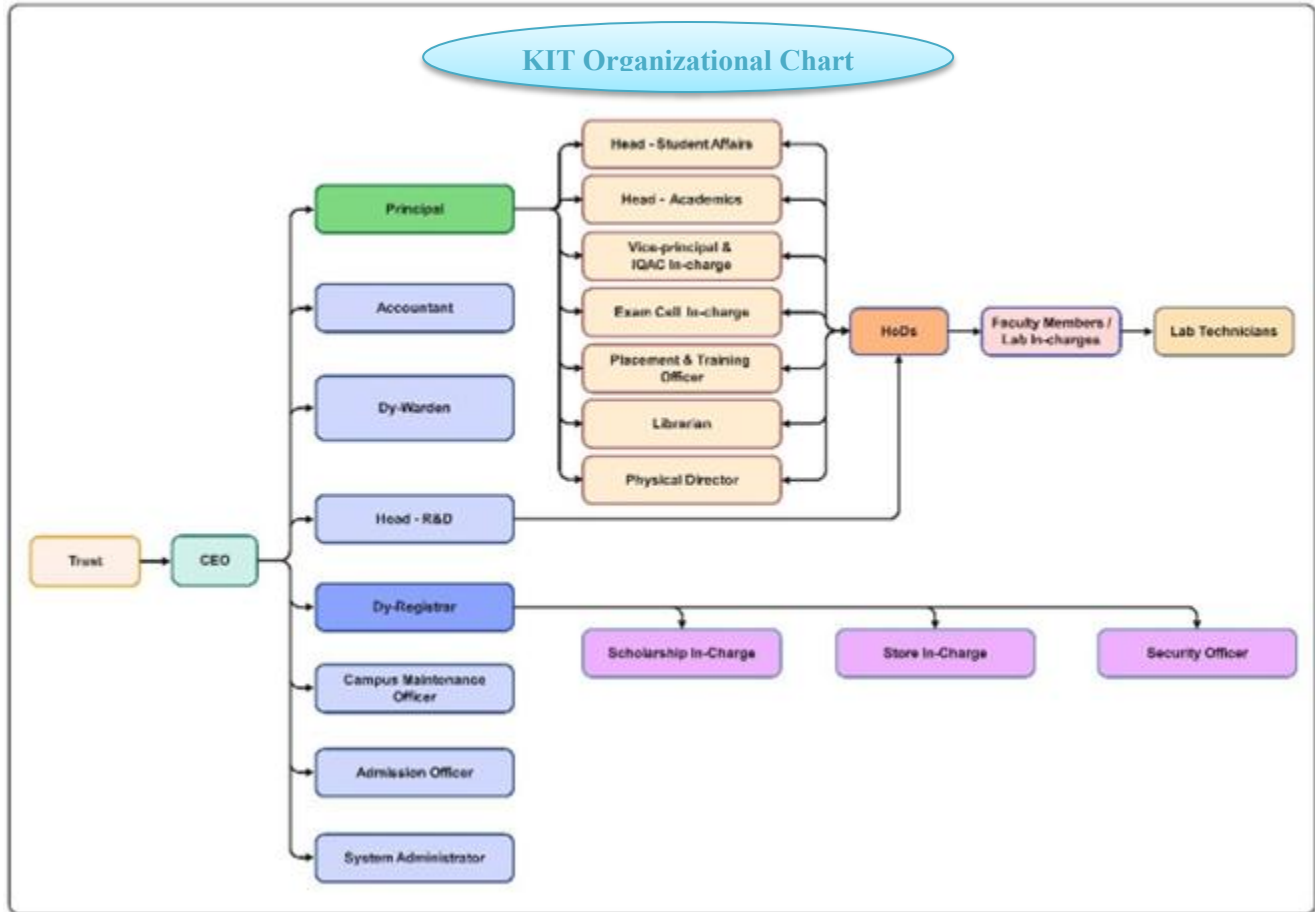 KIT Organizational Chart
Head - Student Affairs
Principal
Head - Academics
Vice-principal &
IQAC In-charge
Accountant
Exam Cell In-charge
HoDs
Faculty Members /
Lab In-charges
Lab Technicians
Placement & Training
Officer
Dy-Warden
Librarian
Physical Director
Head - R&D
Trust
CEO
Dy-Registrar
Scholarship In-Charge
Store In-Charge
Security Officer
Campus Maintenance
Officer
Admission Officer
System Administrator